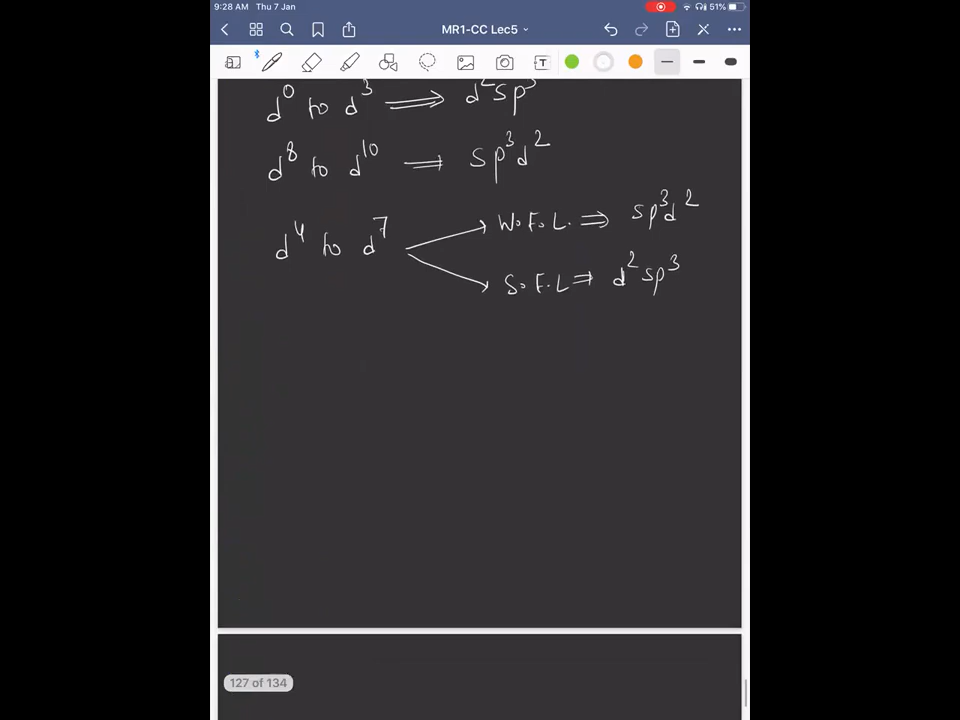 9:28 AM Thu 7 Jan 51%
MR1-CC Lec5
T
d⁰ to d³ ⟹ d²sp³
d⁸ to d¹⁰ ⟹ sp³d²
W.F.L. ⟹ sp³d²
d⁴ to d⁷
S.F.L ⟹ d²sp³
127 of 134